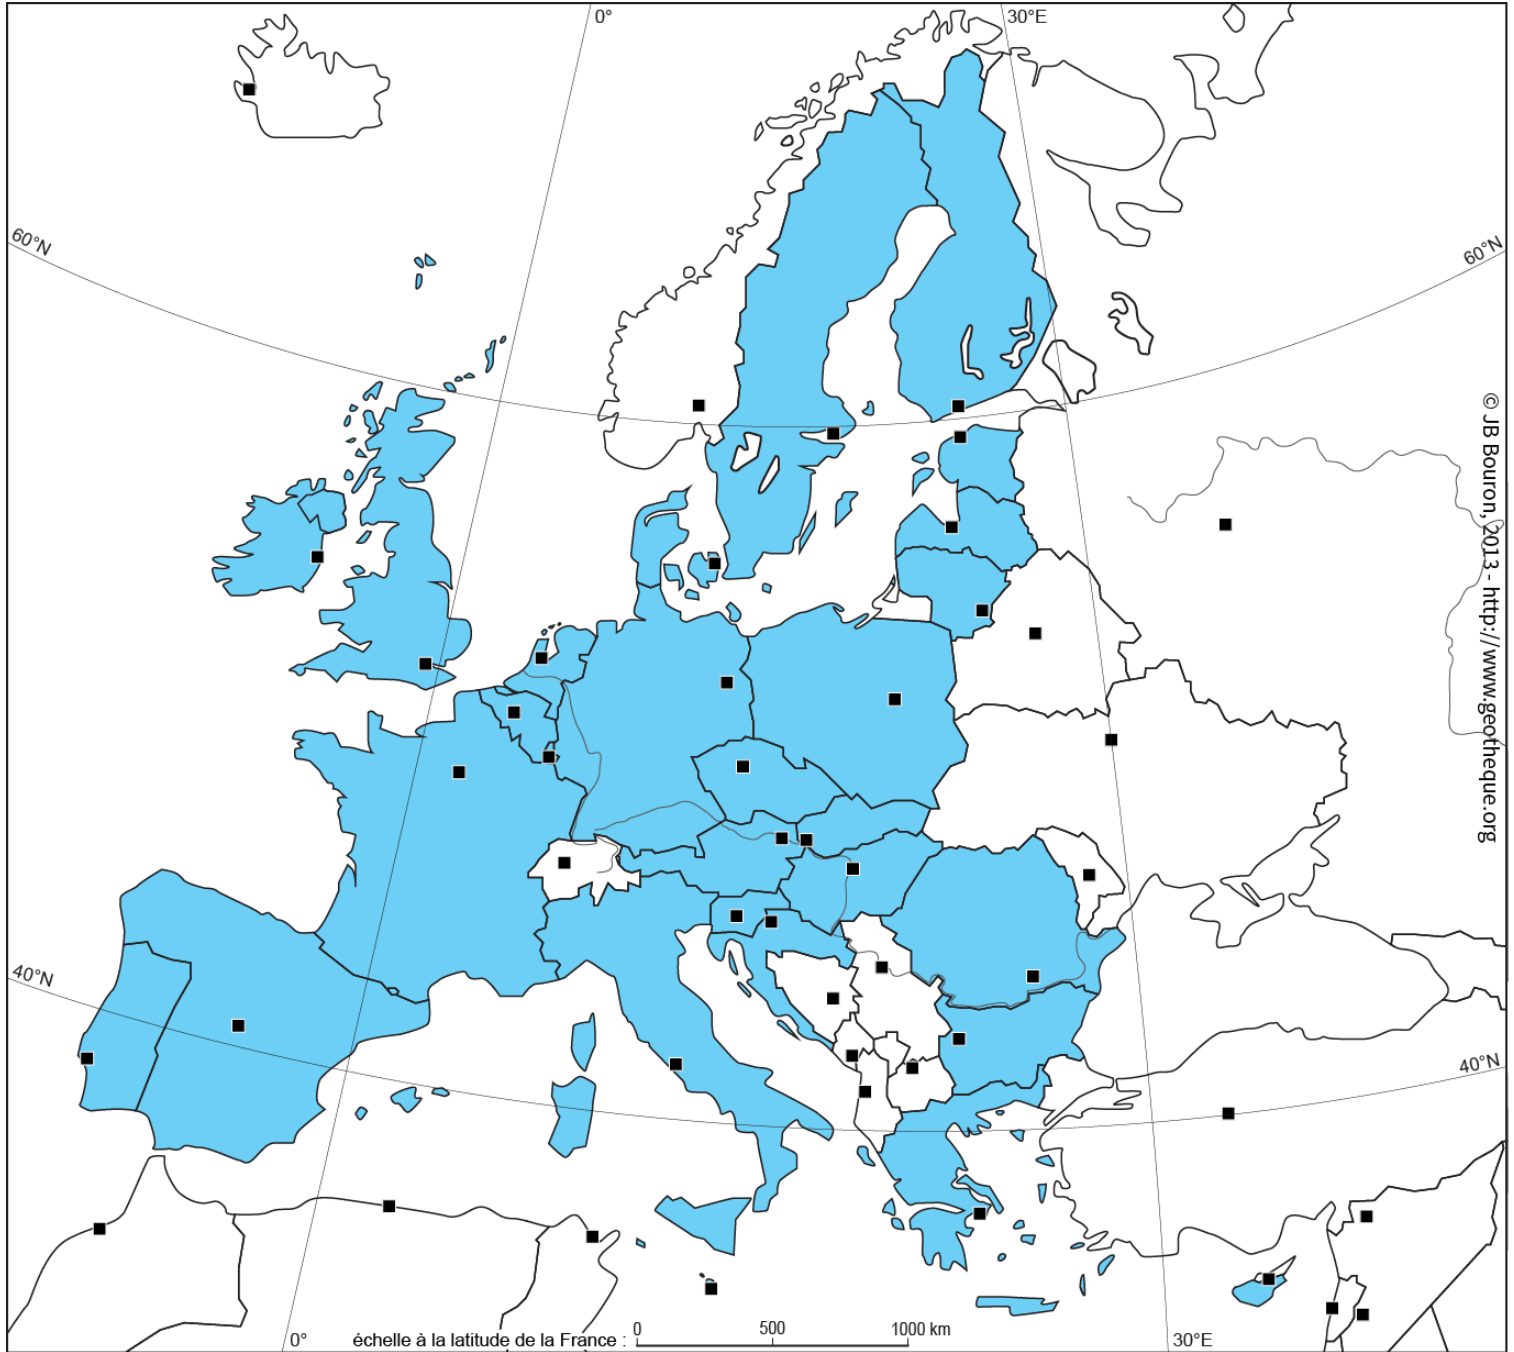 0°
30°E
60°N
60°N
© JB Bouron, 2013 - http://www.geotheque.org
40°N
40°N
0°
échelle à la latitude de la France :
0
500
1000 km
30°E